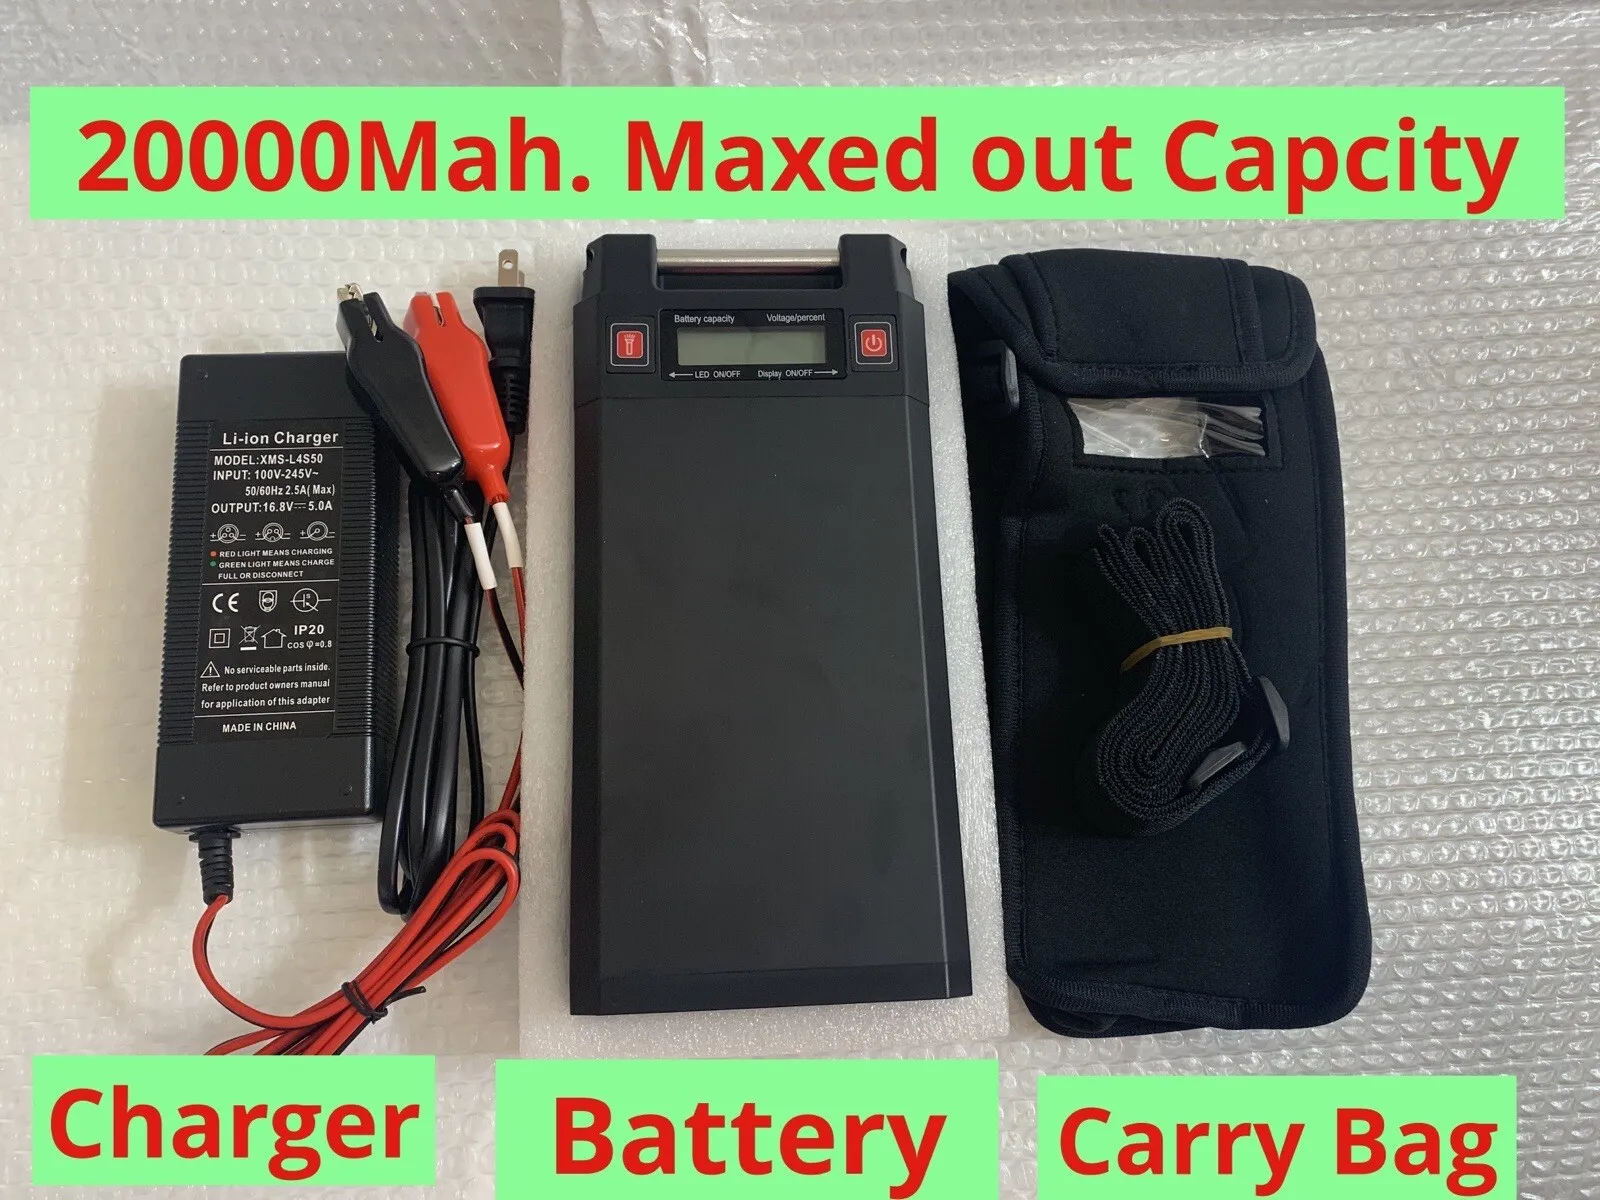 20000Mah. Maxed out Capcity
Battery capacity Voltage/percent
LED ON/OFF Display ON/OFF
Li-ion Charger
MODEL:XMS-L4S50
INPUT: 100V-245V~
50/60Hz 2.5A(Max)
OUTPUT:16.8V⎓5.0A
RED LIGHT MEANS CHARGING
GREEN LIGHT MEANS CHARGE
FULL OR DISCONNECT
CE
S
IP20
COS φ=0.8
No serviceable parts inside.
Refer to product owners manual
for application of this adapter
MADE IN CHINA
Charger
Battery
Carry Bag